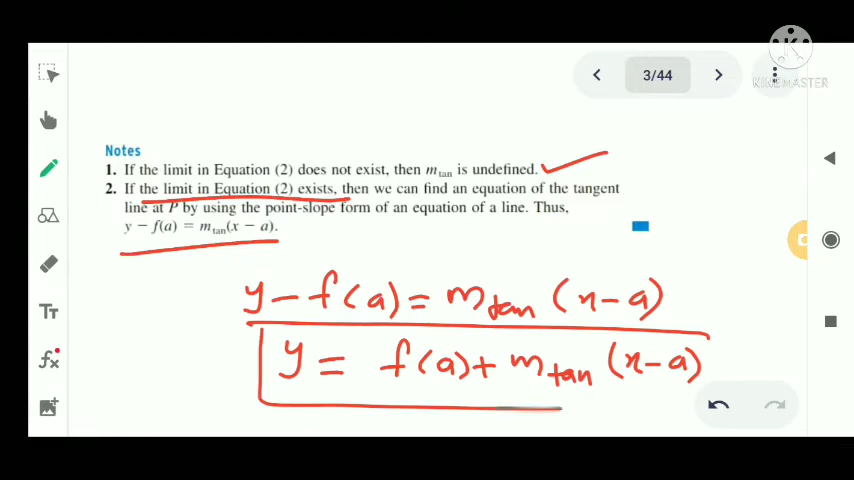 3/44
KINEMASTER
Notes
1. If the limit in Equation (2) does not exist, then m_tan is undefined.
2. If the limit in Equation (2) exists, then we can find an equation of the tangent
line at P by using the point-slope form of an equation of a line. Thus,
y − f(a) = m_tan(x − a).
y − f(a) = m_tan (x − a)
y = f(a) + m_tan (x − a)
Tt
fx